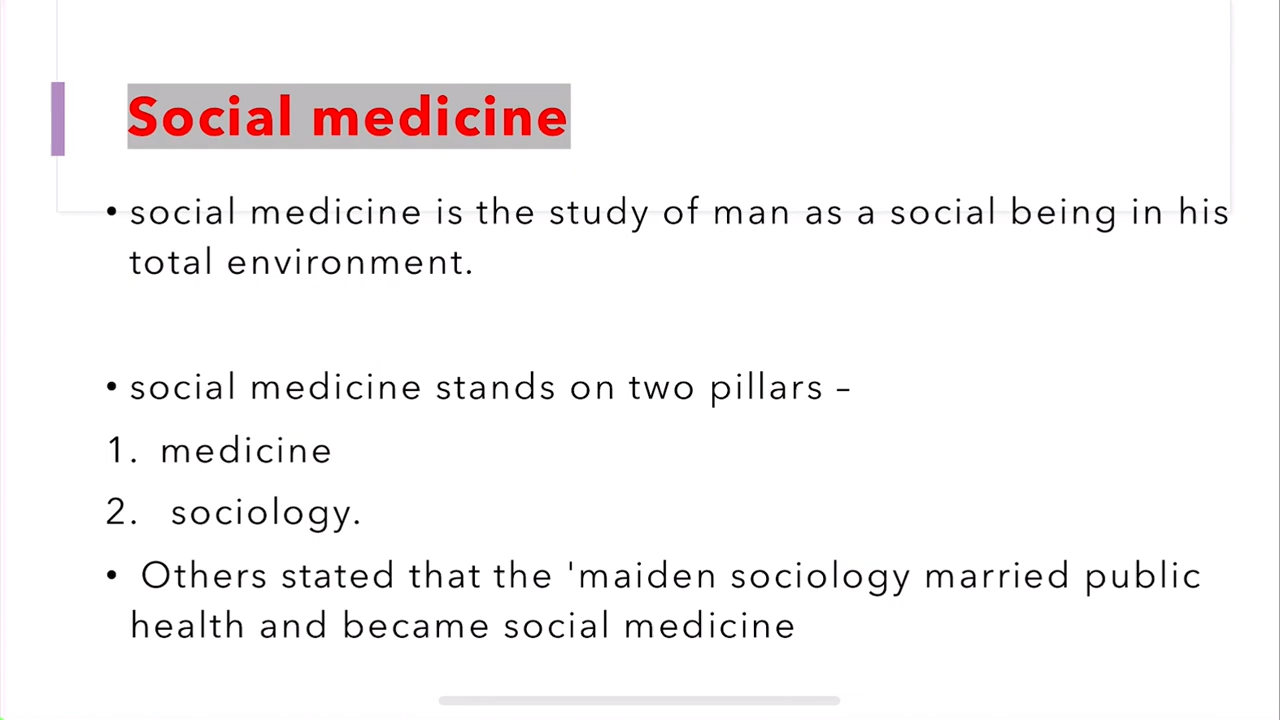 Social medicine
• social medicine is the study of man as a social being in his
total environment.
• social medicine stands on two pillars –
1. medicine
2. sociology.
• Others stated that the 'maiden sociology married public
health and became social medicine